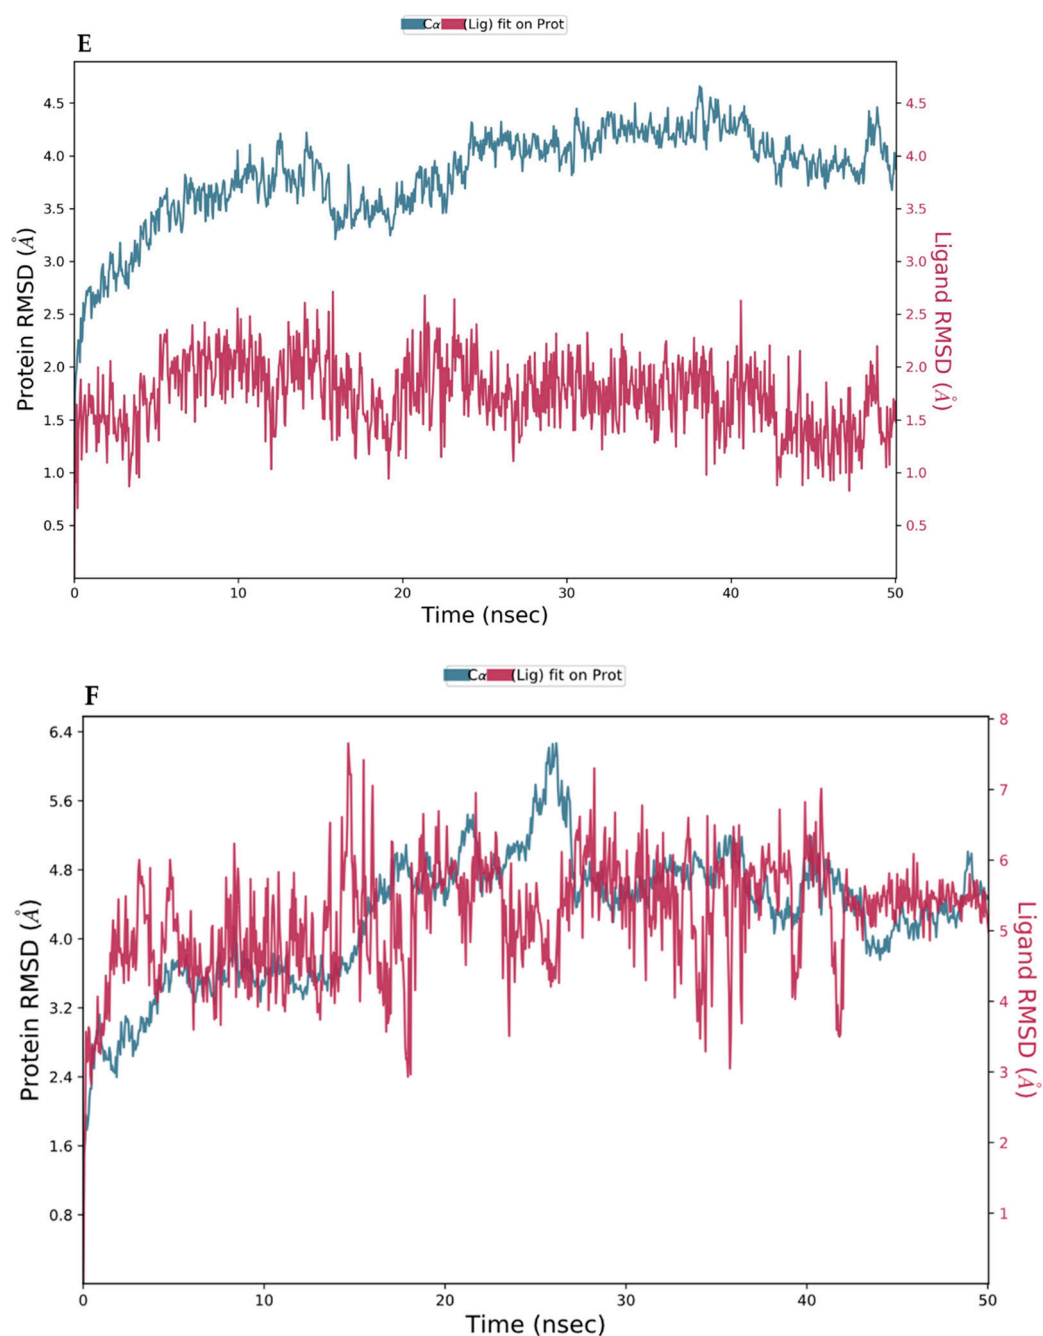 Cα (Lig) fit on Prot
E
4.5 4.5
4.0 4.0
3.5 3.5
3.0 3.0
2.5 2.5
2.0 2.0
1.5 1.5
1.0 1.0
0.5 0.5
Protein RMSD (Å)
Ligand RMSD (Å)
0 10 20 30 40 50
Time (nsec)
Cα (Lig) fit on Prot
F
6.4
5.6
4.8
4.0
3.2
2.4
1.6
0.8
Protein RMSD (Å)
8
7
6
5
4
3
2
1
Ligand RMSD (Å)
0 10 20 30 40 50
Time (nsec)